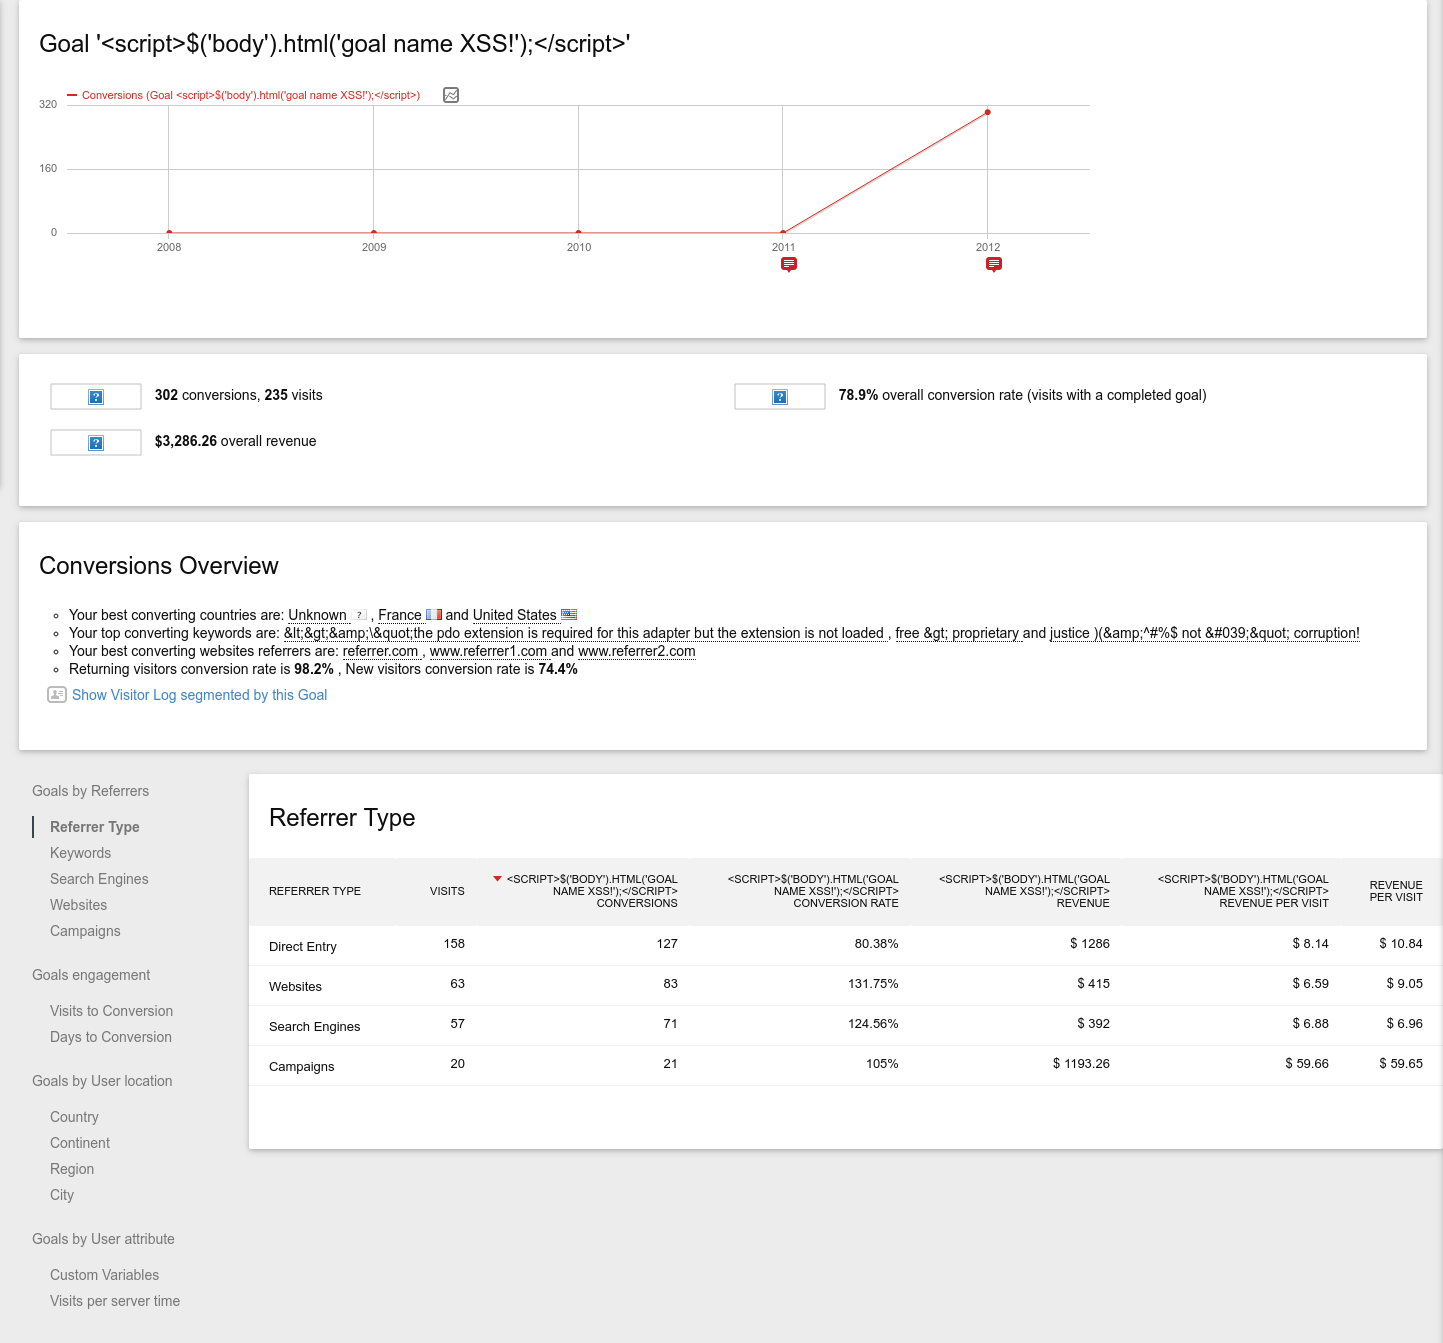 Goal '<script>$('body').html('goal name XSS!');</script>'
Conversions (Goal <script>$('body').html('goal name XSS!');</script>)
320
160
0
2008 2009 2010 2011 2012
302 conversions, 235 visits
78.9% overall conversion rate (visits with a completed goal)
$3,286.26 overall revenue
Conversions Overview
Your best converting countries are: Unknown ? , France and United States
Your top converting keywords are: &lt;&gt;&amp;\&quot;the pdo extension is required for this adapter but the extension is not loaded , free &gt; proprietary and justice )(&amp;^#%$ not &#039;&quot; corruption!
Your best converting websites referrers are: referrer.com , www.referrer1.com and www.referrer2.com
Returning visitors conversion rate is 98.2% , New visitors conversion rate is 74.4%
Show Visitor Log segmented by this Goal
Goals by Referrers
Referrer Type
Keywords
Search Engines
Websites
Campaigns
Goals engagement
Visits to Conversion
Days to Conversion
Goals by User location
Country
Continent
Region
City
Goals by User attribute
Custom Variables
Visits per server time
Referrer Type
REFERRER TYPE
VISITS
<SCRIPT>$('BODY').HTML('GOAL
NAME XSS!');</SCRIPT>
CONVERSIONS
<SCRIPT>$('BODY').HTML('GOAL
NAME XSS!');</SCRIPT>
CONVERSION RATE
<SCRIPT>$('BODY').HTML('GOAL
NAME XSS!');</SCRIPT>
REVENUE
<SCRIPT>$('BODY').HTML('GOAL
NAME XSS!');</SCRIPT>
REVENUE PER VISIT
REVENUE
PER VISIT
Direct Entry 158 127 80.38% $ 1286 $ 8.14 $ 10.84
Websites 63 83 131.75% $ 415 $ 6.59 $ 9.05
Search Engines 57 71 124.56% $ 392 $ 6.88 $ 6.96
Campaigns 20 21 105% $ 1193.26 $ 59.66 $ 59.65